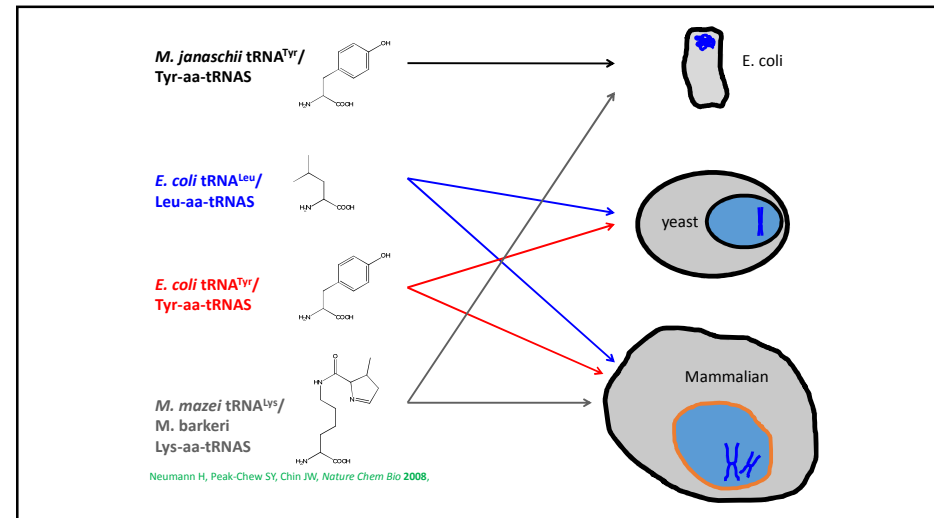 M. janaschii tRNATyr/
Tyr-aa-tRNAS
OH
H₂N
COOH
E. coli
E. coli tRNALeu/
Leu-aa-tRNAS
H₂N
COOH
yeast
E. coli tRNATyr/
Tyr-aa-tRNAS
OH
H₂N
COOH
Mammalian
M. mazei tRNALys/
M. barkeri
Lys-aa-tRNAS
O
HN
N
H₂N
COOH
Neumann H, Peak-Chew SY, Chin JW, Nature Chem Bio 2008,